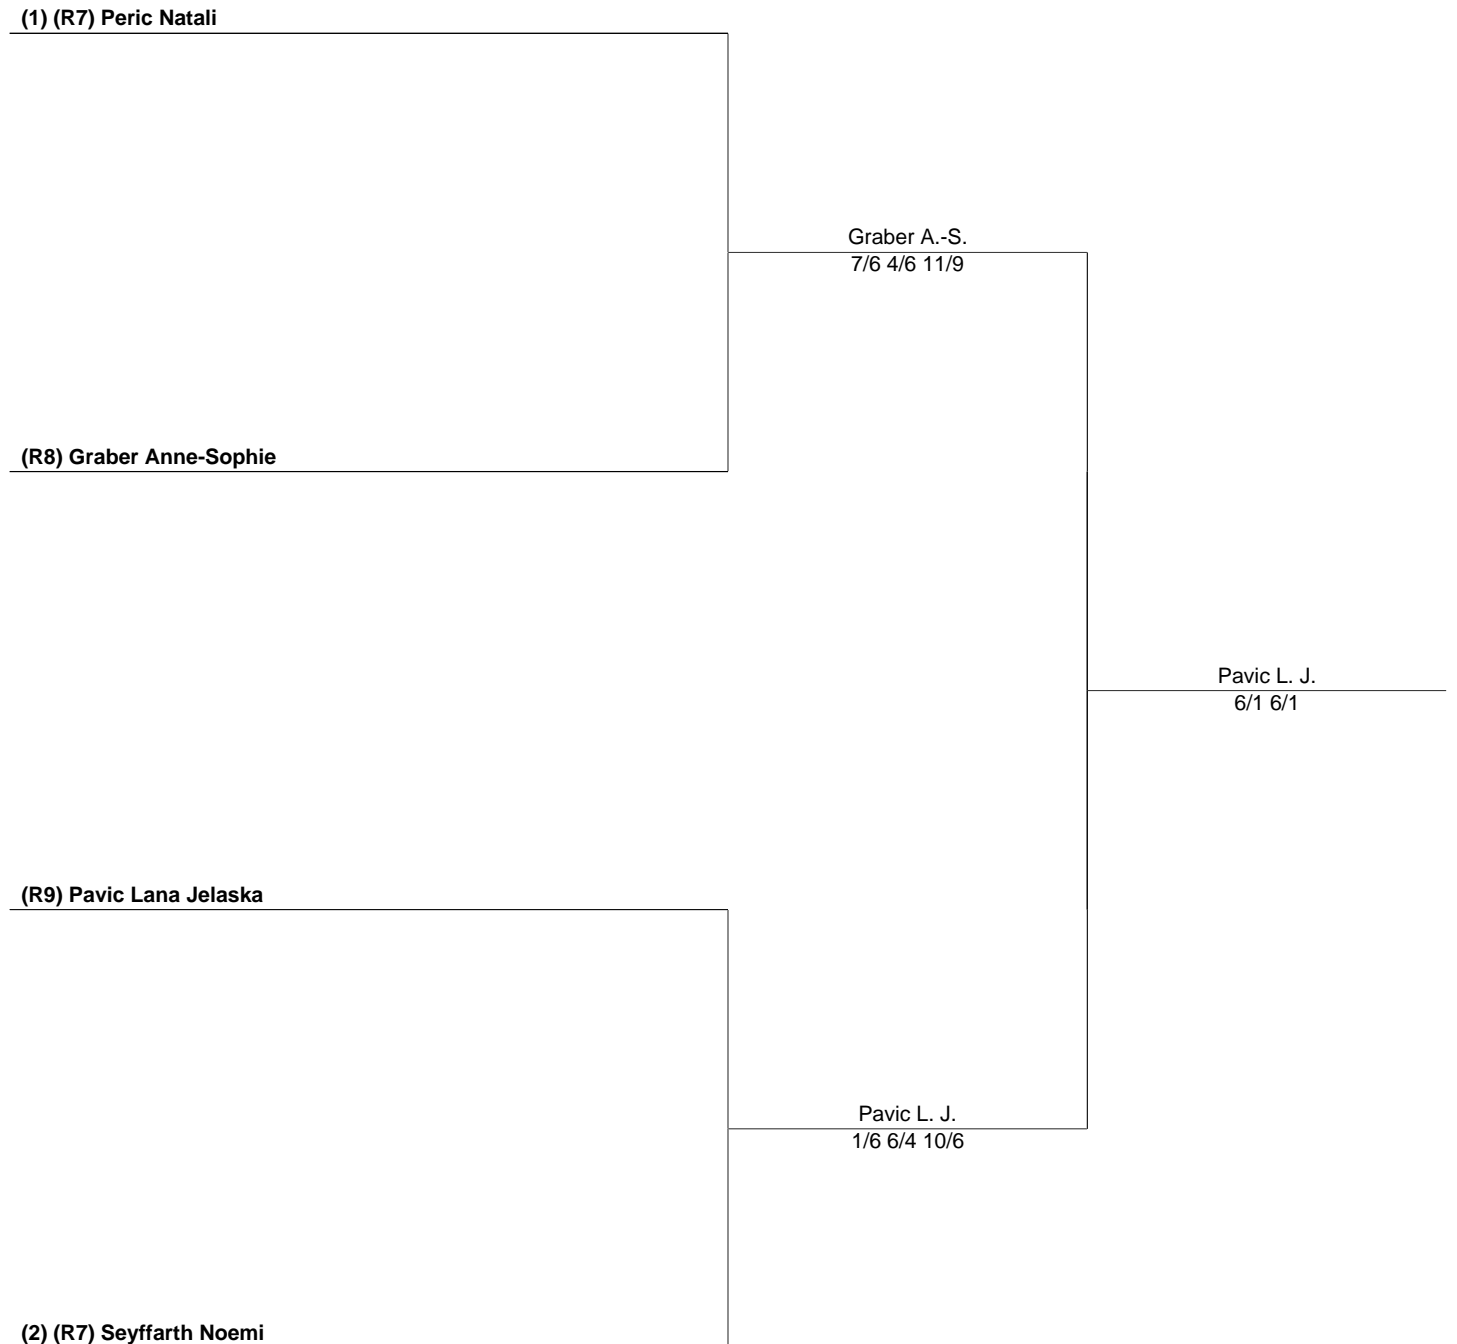 (1) (R7) Peric Natali
Graber A.-S.
7/6 4/6 11/9
(R8) Graber Anne-Sophie
Pavic L. J.
6/1 6/1
(R9) Pavic Lana Jelaska
Pavic L. J.
1/6 6/4 10/6
(2) (R7) Seyffarth Noemi